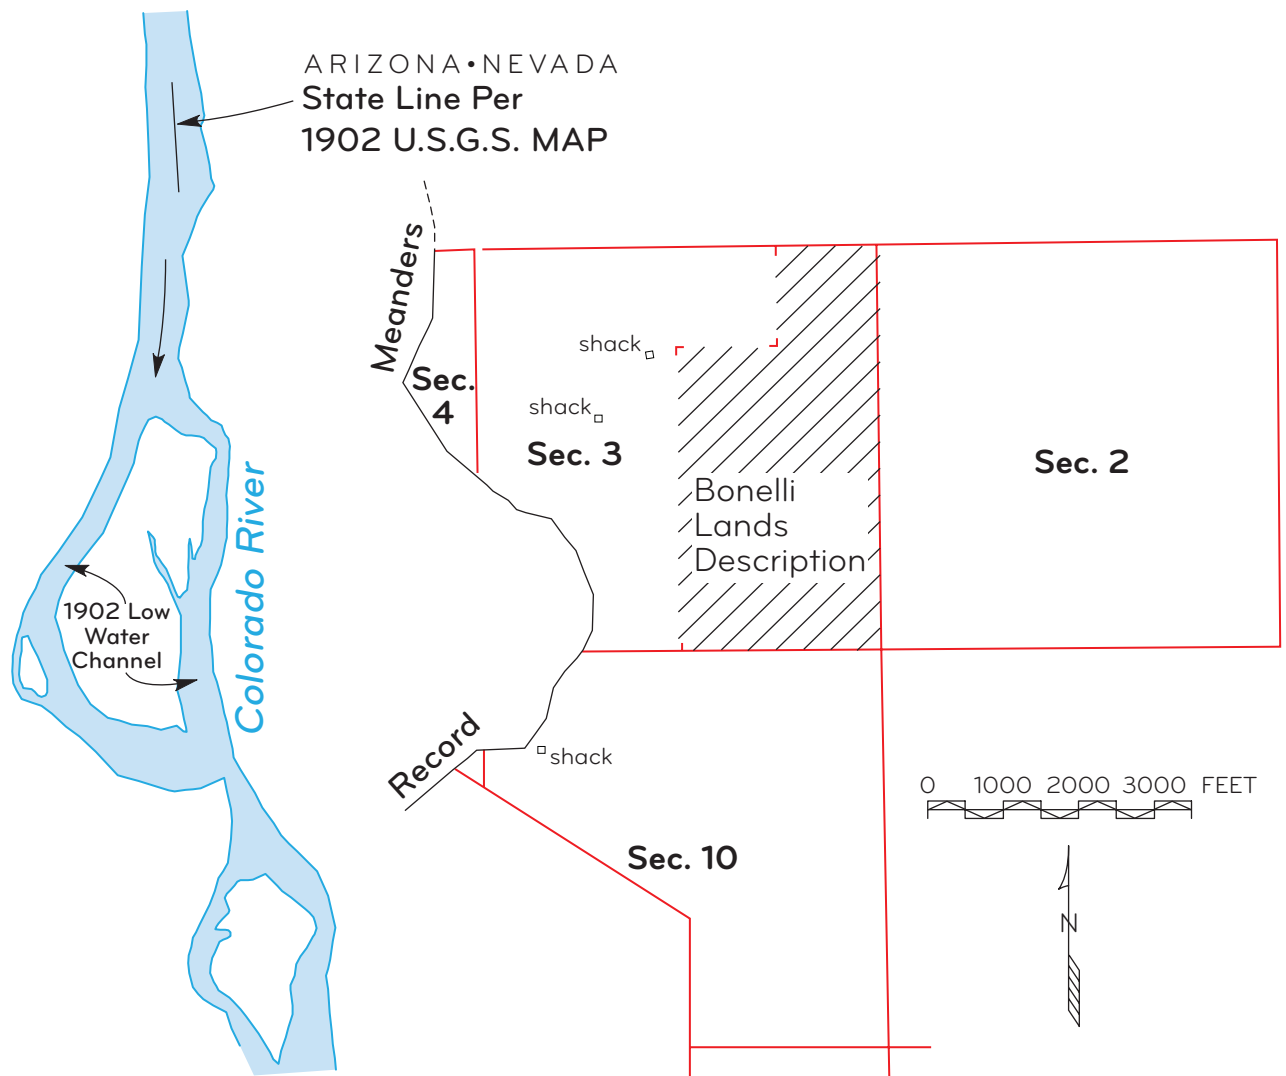 ARIZONA•NEVADA
State Line Per
1902 U.S.G.S. MAP
Meanders
shack
Sec.
4
shack
Sec. 3
Sec. 2
Bonelli
Lands
Description
Colorado River
1902 Low
Water
Channel
Record
shack
0 1000 2000 3000 FEET
Sec. 10
N